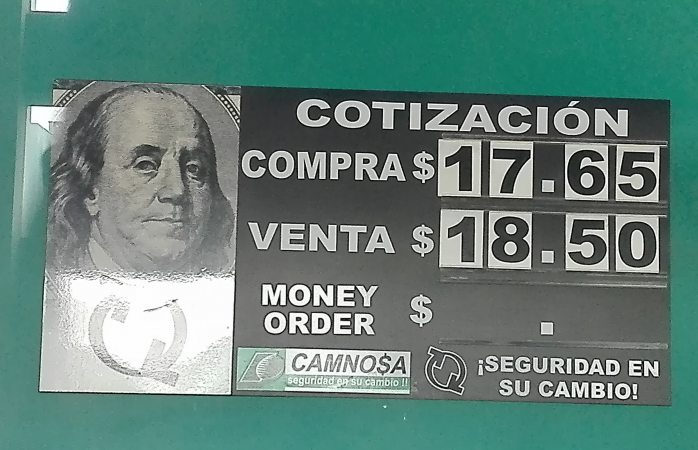 COTIZACIÓN
COMPRA $ 17.65
VENTA $ 18.50
MONEY
ORDER $ .
CAMNO$A
seguridad en su cambio !!
¡SEGURIDAD EN
SU CAMBIO!